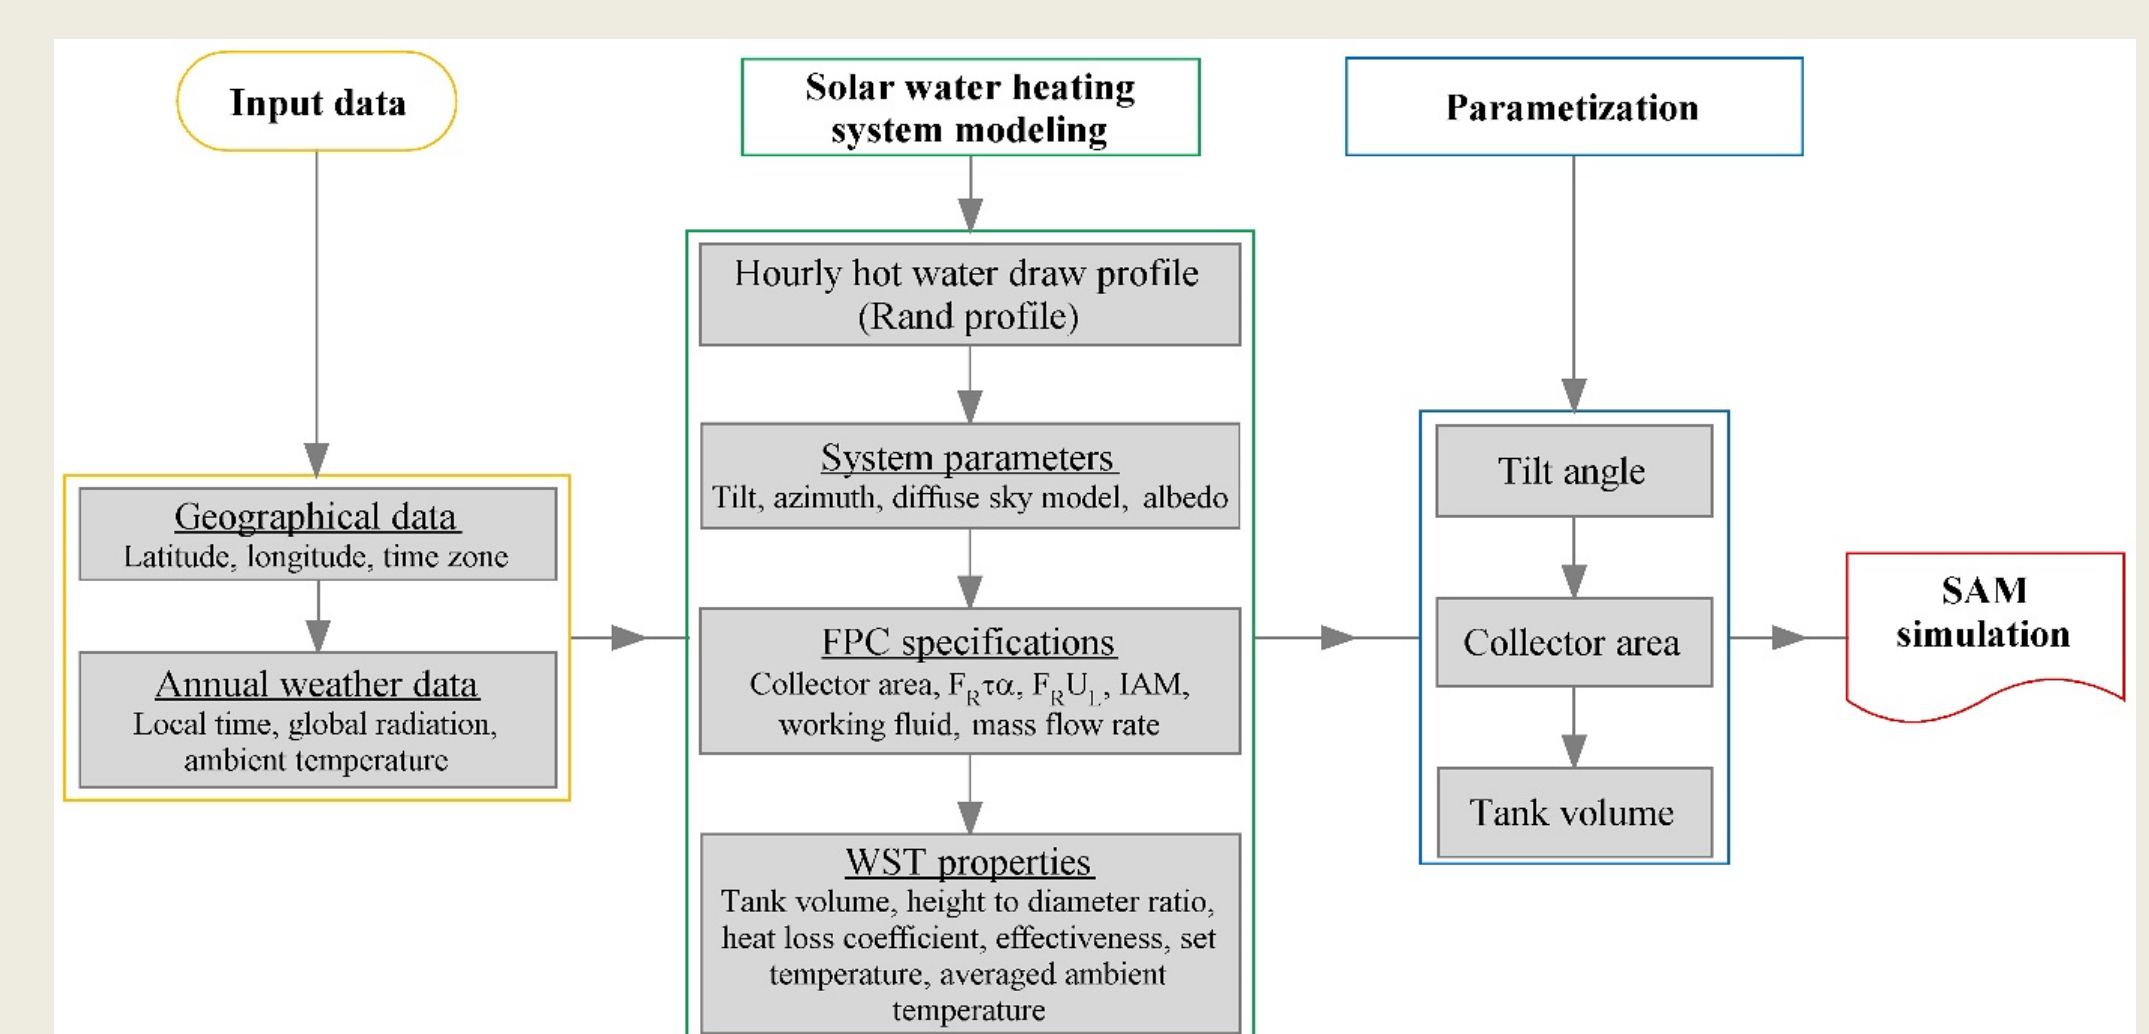 Input data
Geographical data
Latitude, longitude, time zone
Annual weather data
Local time, global radiation,
ambient temperature
Solar water heating
system modeling
Hourly hot water draw profile
(Rand profile)
System parameters
Tilt, azimuth, diffuse sky model, albedo
FPC specifications
Collector area, F_Rτα, F_RU_L, IAM,
working fluid, mass flow rate
WST properties
Tank volume, height to diameter ratio,
heat loss coefficient, effectiveness, set
temperature, averaged ambient
temperature
Parametization
Tilt angle
Collector area
Tank volume
SAM
simulation